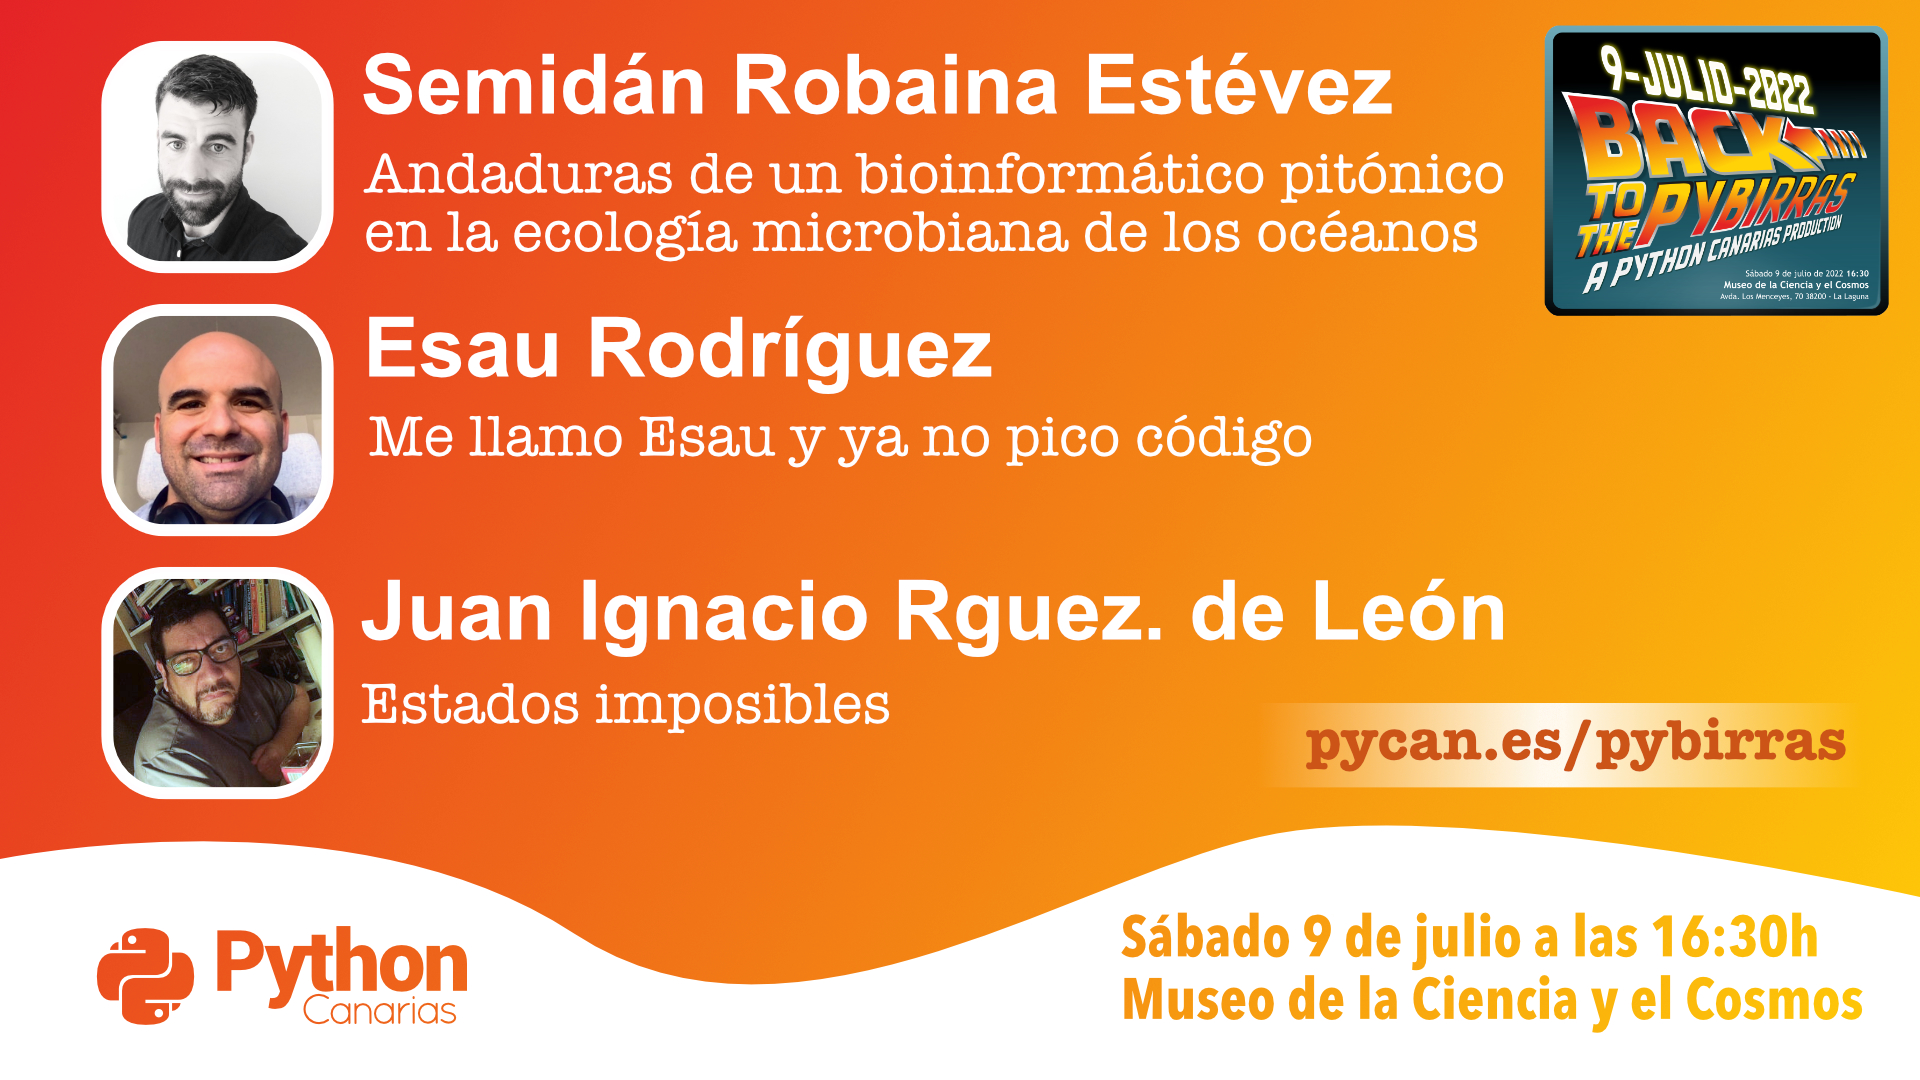 Semidán Robaina Estévez
Andaduras de un bioinformático pitónico
en la ecología microbiana de los océanos
9-JULIO-2022
BACK
TO
THE PYBIRRAS
A PYTHON CANARIAS PRODUCTION
Sábado 9 de julio de 2022 16:30
Museo de la Ciencia y el Cosmos
Avda. Los Menceyes, 70 38200 - La Laguna
Esau Rodríguez
Me llamo Esau y ya no pico código
Juan Ignacio Rguez. de León
Estados imposibles
pycan.es/pybirras
Python
Canarias
Sábado 9 de julio a las 16:30h
Museo de la Ciencia y el Cosmos